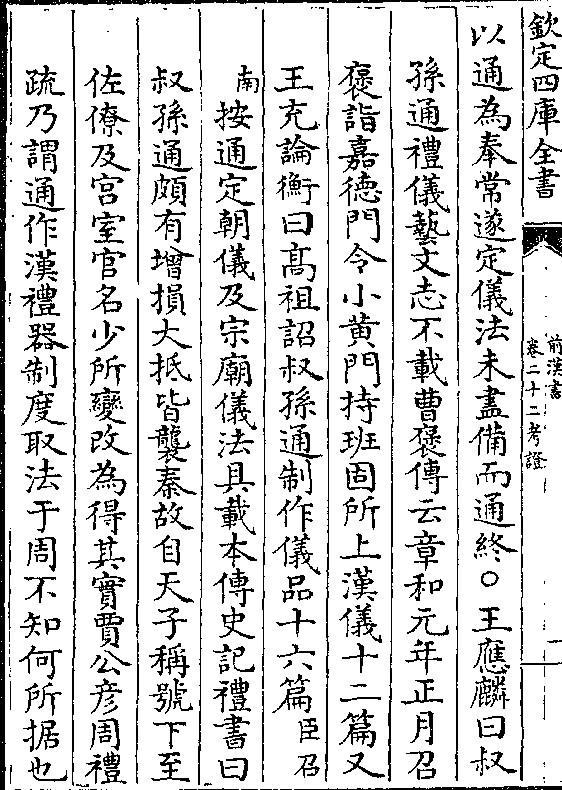 欽定四庫全書
前漢書
卷二十二考證
一
以通為奉常遂定儀法未盡備而通終○王應麟曰叔
孫通禮儀藝文志不載曹褒傳云章和元年正月召
褒詣嘉德門令小黃門持班固所上漢儀十二篇又
王充論衡曰高祖詔叔孫通制作儀品十六篇臣召
南按通定朝儀及宗廟儀法具載本傳史記禮書曰
叔孫通頗有增損大抵皆襲秦故自天子稱號下至
佐僚及宮室官名少所變改為得其實賈公彦周禮
疏乃謂通作漢禮器制度取法于周不知何所据也